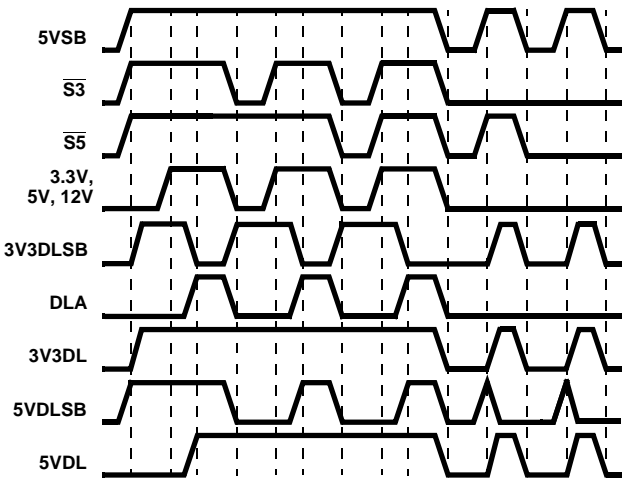 5VSB
S3
S5
3.3V,
5V, 12V
3V3DLSB
DLA
3V3DL
5VDLSB
5VDL